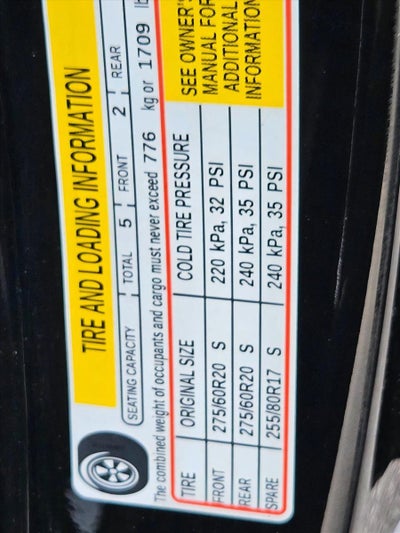 TIRE AND LOADING INFORMATION
SEATING CAPACITY TOTAL 5 FRONT 2 REAR
The combined weight of occupants and cargo must never exceed 776 kg or 1709 lb
TIRE ORIGINAL SIZE COLD TIRE PRESSURE
FRONT 275/60R20 S 220 kPa, 32 PSI
REAR 275/60R20 S 240 kPa, 35 PSI
SPARE 255/80R17 S 240 kPa, 35 PSI
SEE OWNER'S
MANUAL FOR
ADDITIONAL
INFORMATION